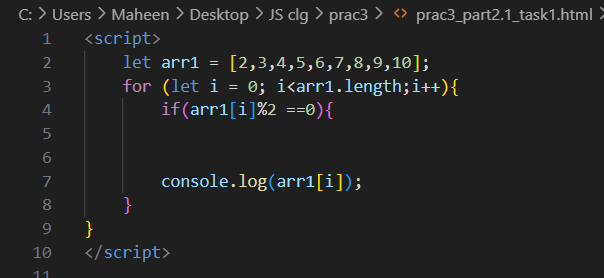 C: > Users > Maheen > Desktop > JS clg > prac3 > <> prac3_part2.1_task1.html >
1 <script>
2 let arr1 = [2,3,4,5,6,7,8,9,10];
3 for (let i = 0; i<arr1.length;i++){
4 if(arr1[i]%2 ==0){
5
6
7 console.log(arr1[i]);
8 }
9 }
10 </script>
11